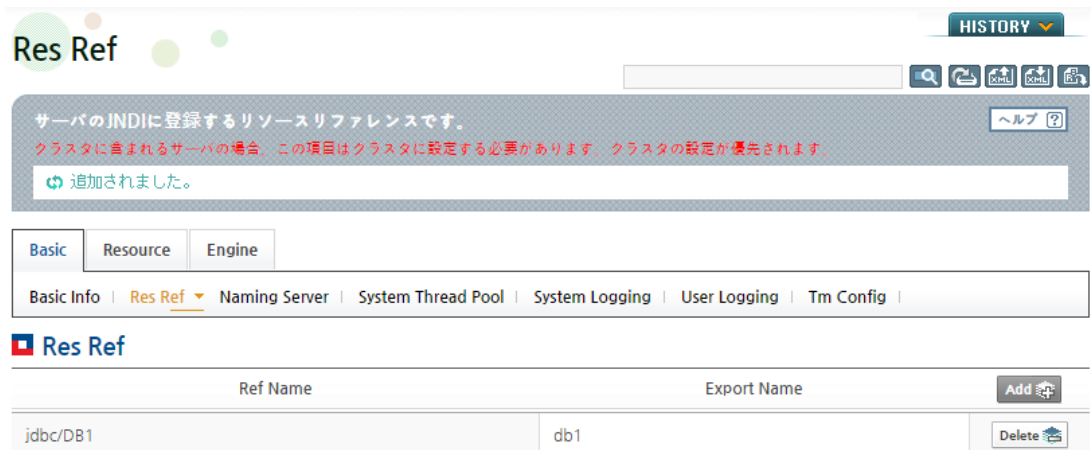 HISTORY
Res Ref
サーバのJNDIに登録するリソースリファレンスです。
ヘルプ ?
クラスタに含まれるサーバの場合、この項目はクラスタに設定する必要があります。クラスタの設定が優先されます。
追加されました。
Basic Resource Engine
Basic Info Res Ref Naming Server System Thread Pool System Logging User Logging Tm Config
Res Ref
Ref Name Export Name Add
jdbc/DB1 db1 Delete